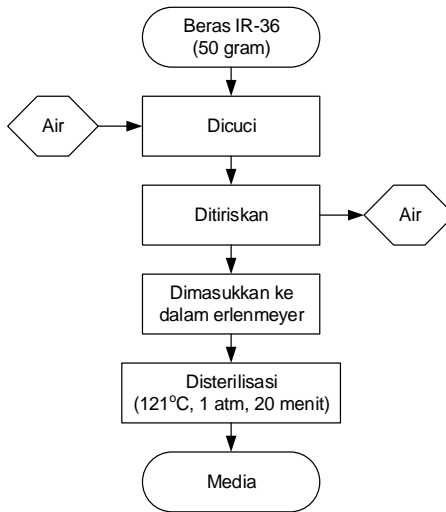 Beras IR-36
(50 gram)
Air
Dicuci
Ditiriskan
Air
Dimasukkan ke
dalam erlenmeyer
Disterilisasi
(121°C, 1 atm, 20 menit)
Media